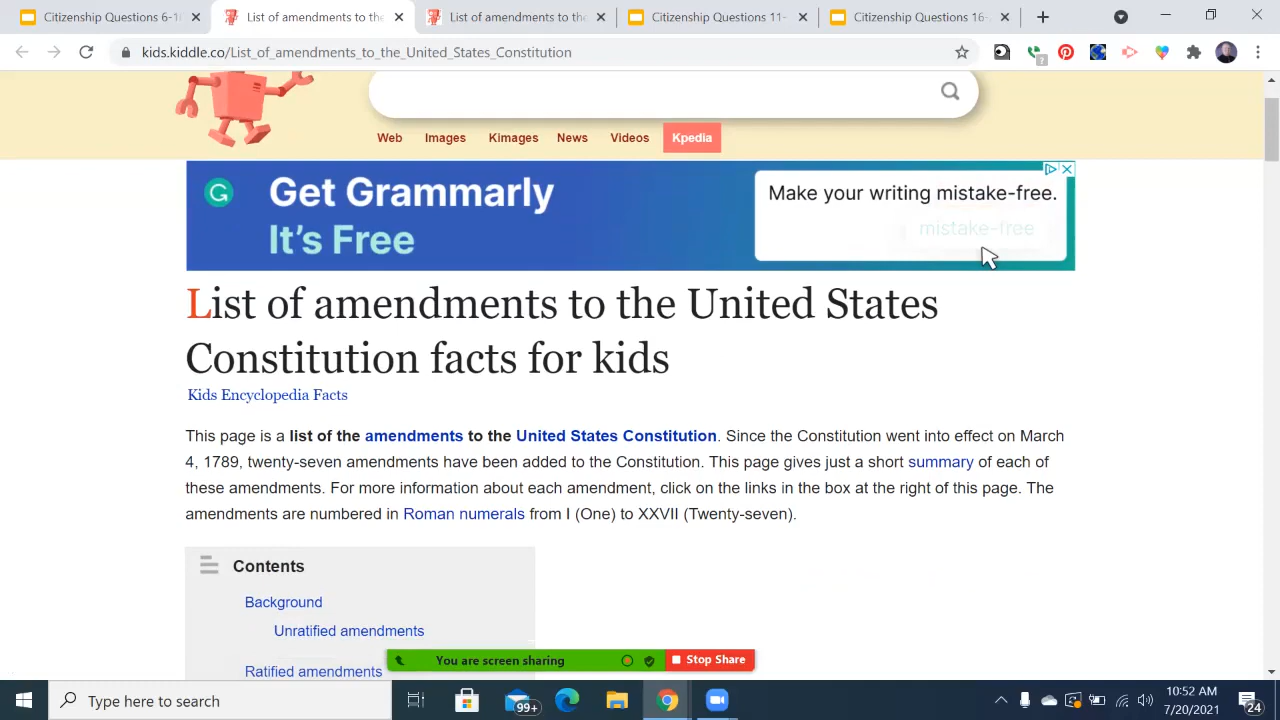 Citizenship Questions 6-1
List of amendments to the
List of amendments to the
Citizenship Questions 11-
Citizenship Questions 16-
kids.kiddle.co/List_of_amendments_to_the_United_States_Constitution
?
Web Images Kimages News Videos Kpedia
Get Grammarly
It's Free
Make your writing mistake-free.
mistake-free
List of amendments to the United States
Constitution facts for kids
Kids Encyclopedia Facts
This page is a list of the amendments to the United States Constitution. Since the Constitution went into effect on March
4, 1789, twenty-seven amendments have been added to the Constitution. This page gives just a short summary of each of
these amendments. For more information about each amendment, click on the links in the box at the right of this page. The
amendments are numbered in Roman numerals from I (One) to XXVII (Twenty-seven).
Contents
Background
Unratified amendments
Ratified amendments
You are screen sharing
Stop Share
Type here to search
99+
10:52 AM
7/20/2021
24